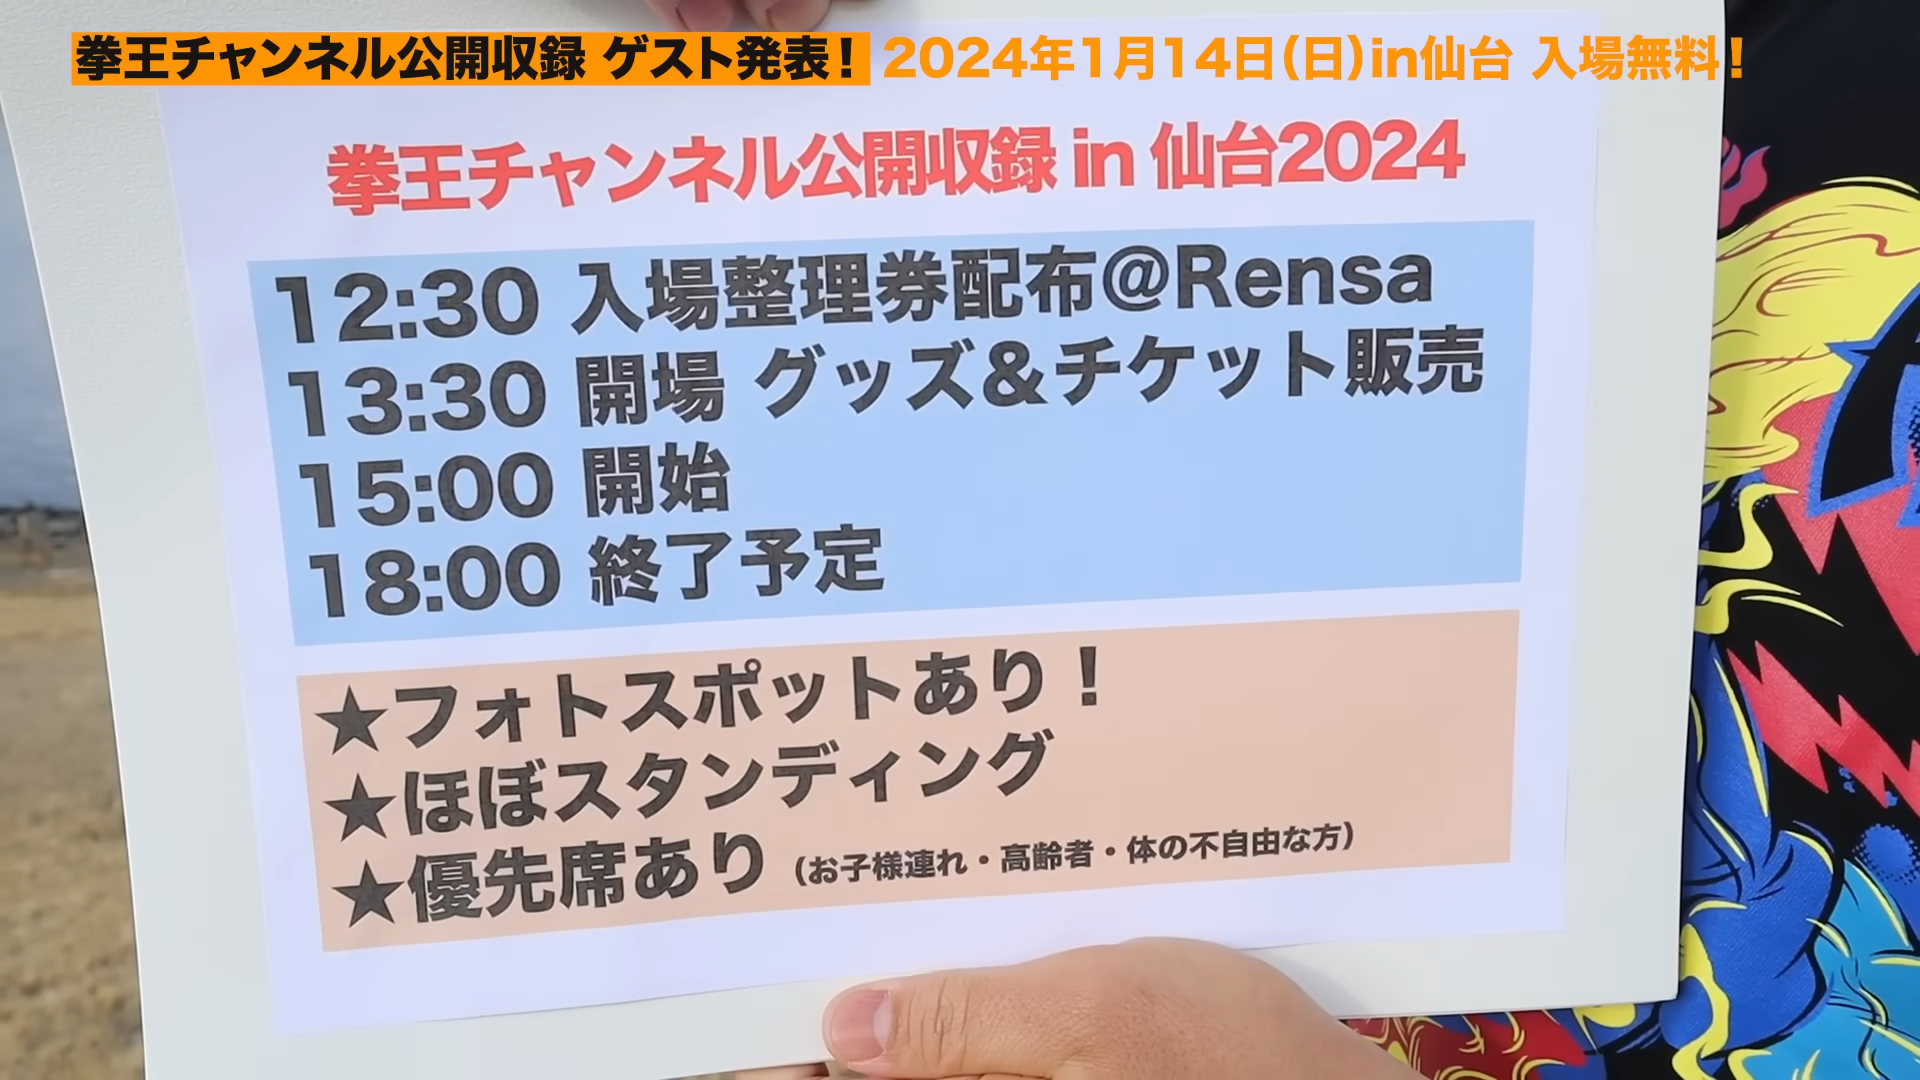 拳王チャンネル公開収録 ゲスト発表！ 2024年1月14日(日)in仙台 入場無料！
拳王チャンネル公開収録 in 仙台2024
12:30 入場整理券配布@Rensa
13:30 開場 グッズ&チケット販売
15:00 開始
18:00 終了予定
★フォトスポットあり！
★ほぼスタンディング
★優先席あり（お子様連れ・高齢者・体の不自由な方）